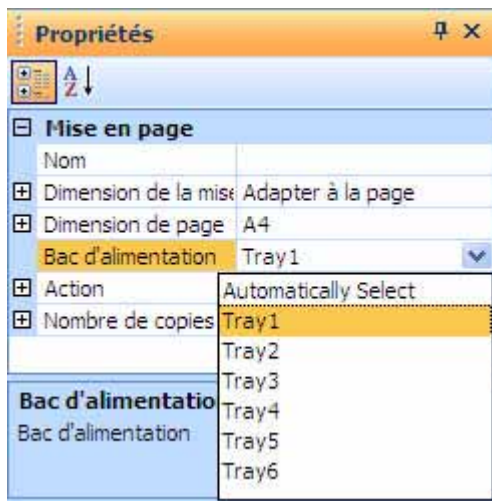 Propriétés
A
Z
Mise en page
Nom
Dimension de la mise Adapter à la page
Dimension de page A4
Bac d'alimentation Tray1
Action
Automatically Select
Nombre de copies Tray1
Tray2
Tray3
Bac d'alimentatio
Tray4
Bac d'alimentation
Tray5
Tray6